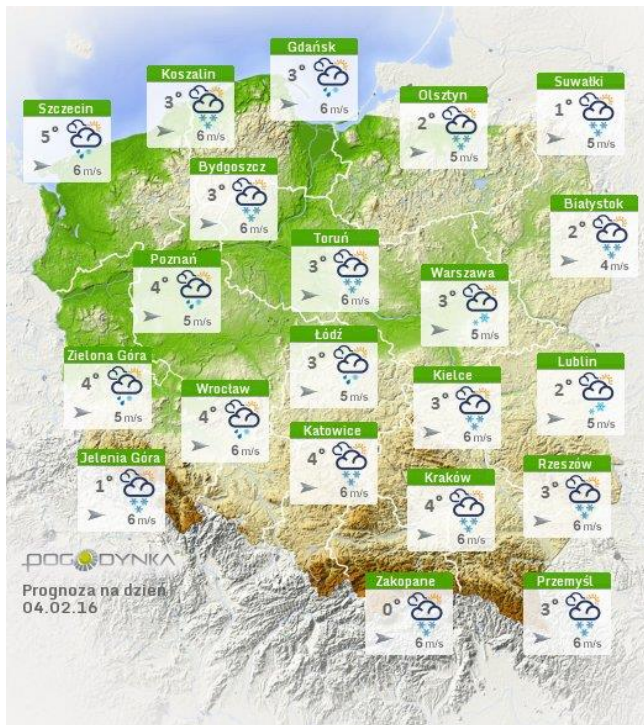 Gdańsk
3°
6 m/s
Koszalin
3°
6 m/s
Suwałki
1°
5 m/s
Olsztyn
2°
5 m/s
Szczecin
5°
6 m/s
Bydgoszcz
3°
6 m/s
Białystok
2°
4 m/s
Toruń
3°
6 m/s
Poznań
4°
5 m/s
Warszawa
3°
5 m/s
Łódź
3°
5 m/s
Zielona Góra
4°
5 m/s
Lublin
2°
5 m/s
Kielce
3°
6 m/s
Wrocław
4°
6 m/s
Katowice
4°
6 m/s
Jelenia Góra
1°
6 m/s
Rzeszów
3°
6 m/s
Kraków
4°
6 m/s
POGODYNKA
Prognoza na dzień
04.02.16
Zakopane
0°
6 m/s
Przemyśl
3°
6 m/s